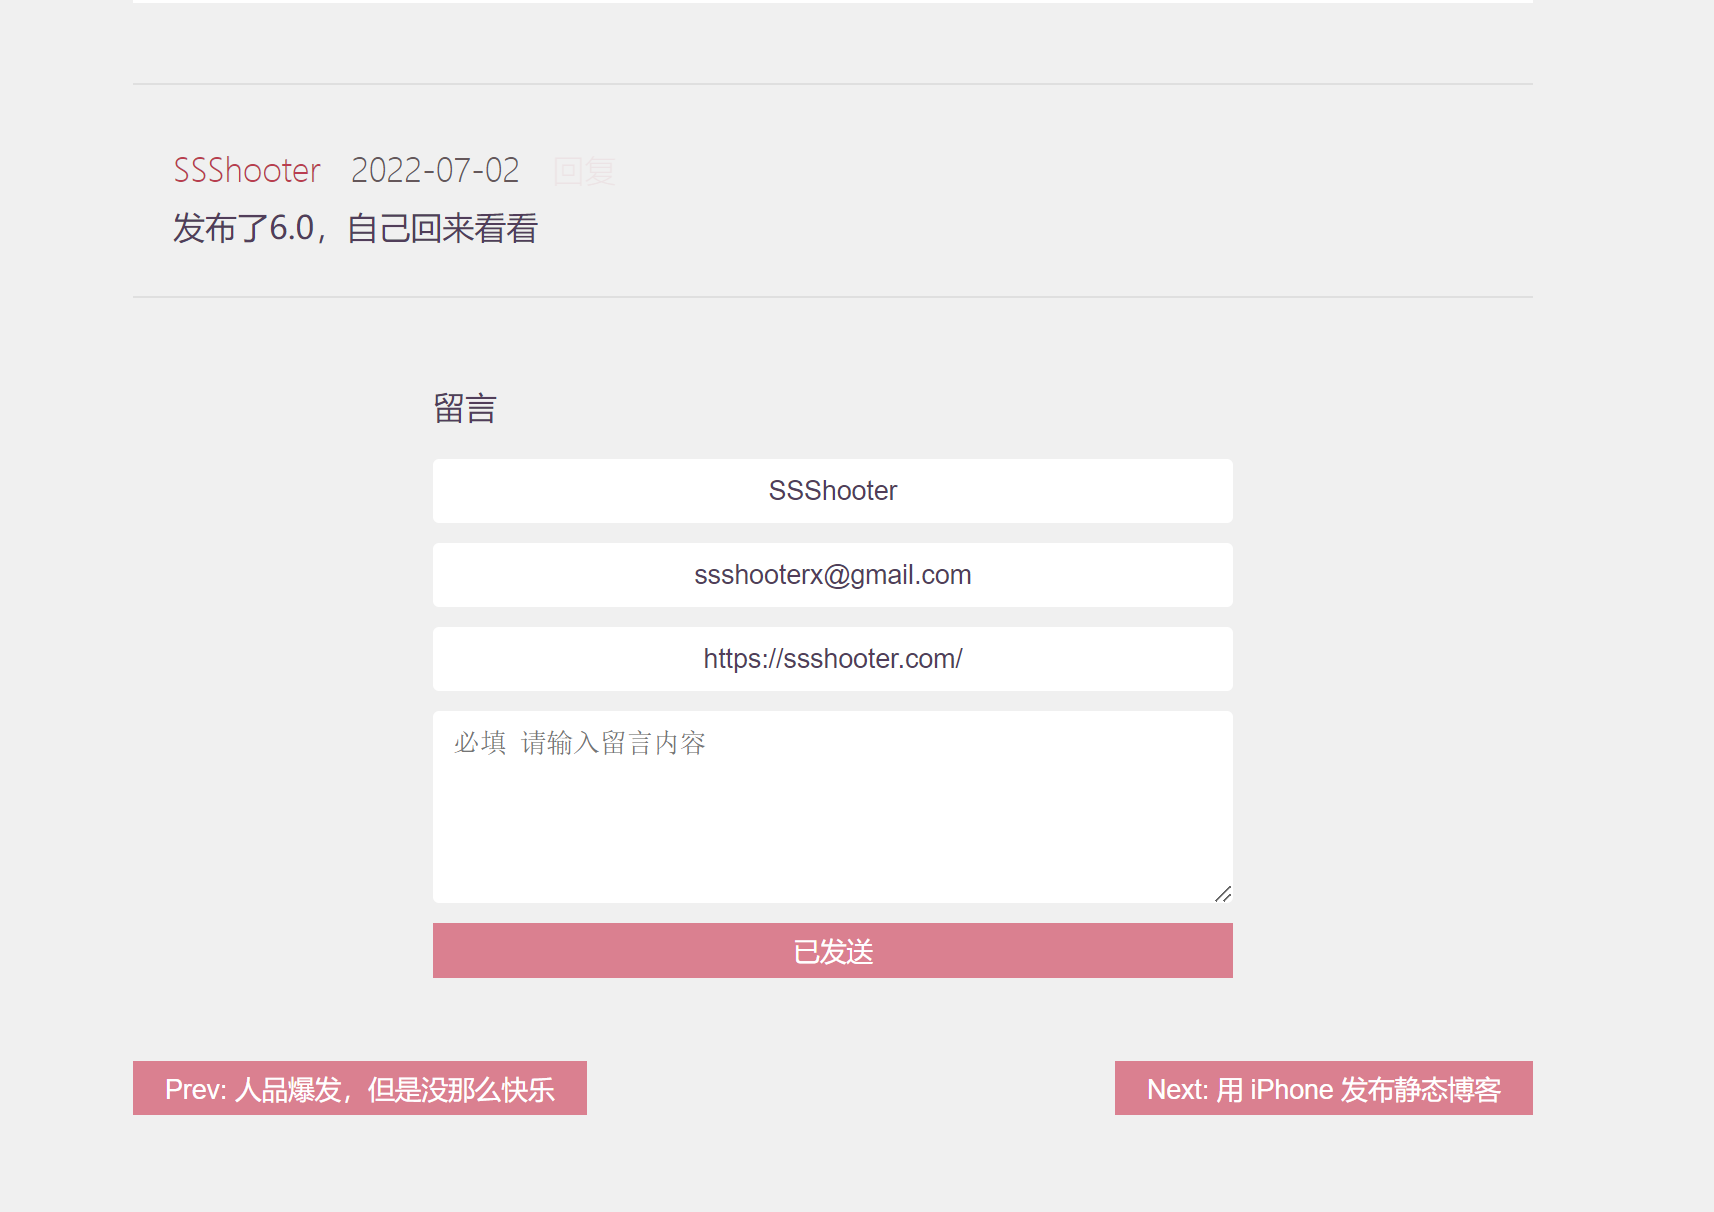 SSShooter 2022-07-02 回复
发布了6.0，自己回来看看
留言
SSShooter
ssshooterx@gmail.com
https://ssshooter.com/
必填 请输入留言内容
已发送
Prev: 人品爆发，但是没那么快乐
Next: 用 iPhone 发布静态博客